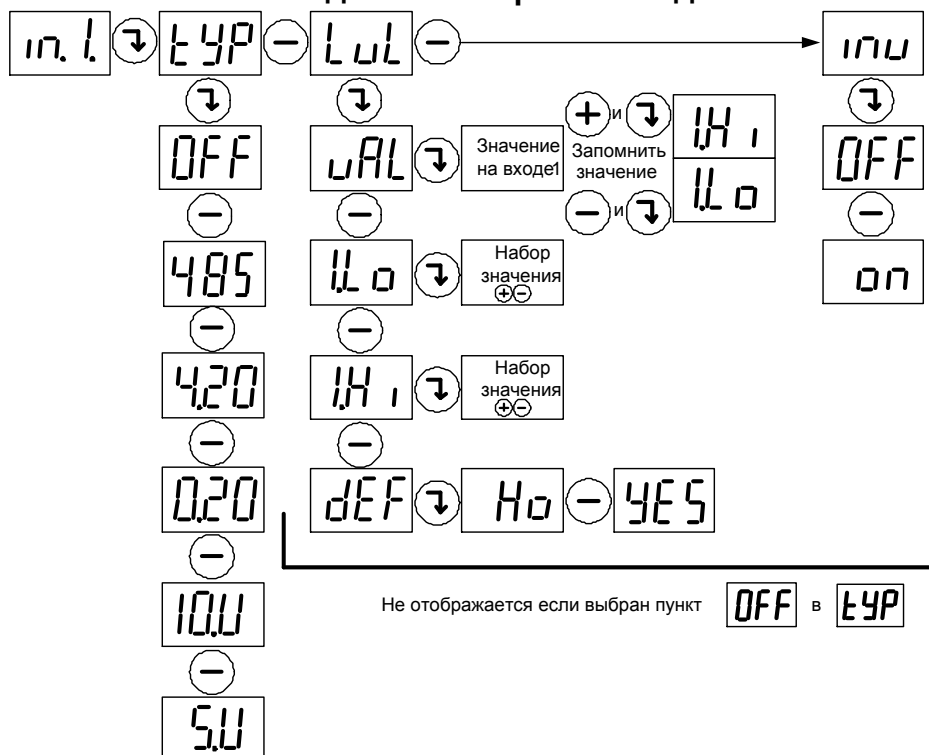 in.1. tYP LuL inu
OFF uAL Значение на входе1 и Запомнить значение и 1.Hi 1.Lo OFF
485 1.Lo Набор значения on
4.20 1.Hi Набор значения
0.20 dEF Ho YES
Не отображается если выбран пункт OFF в tYP
10.U
5.U